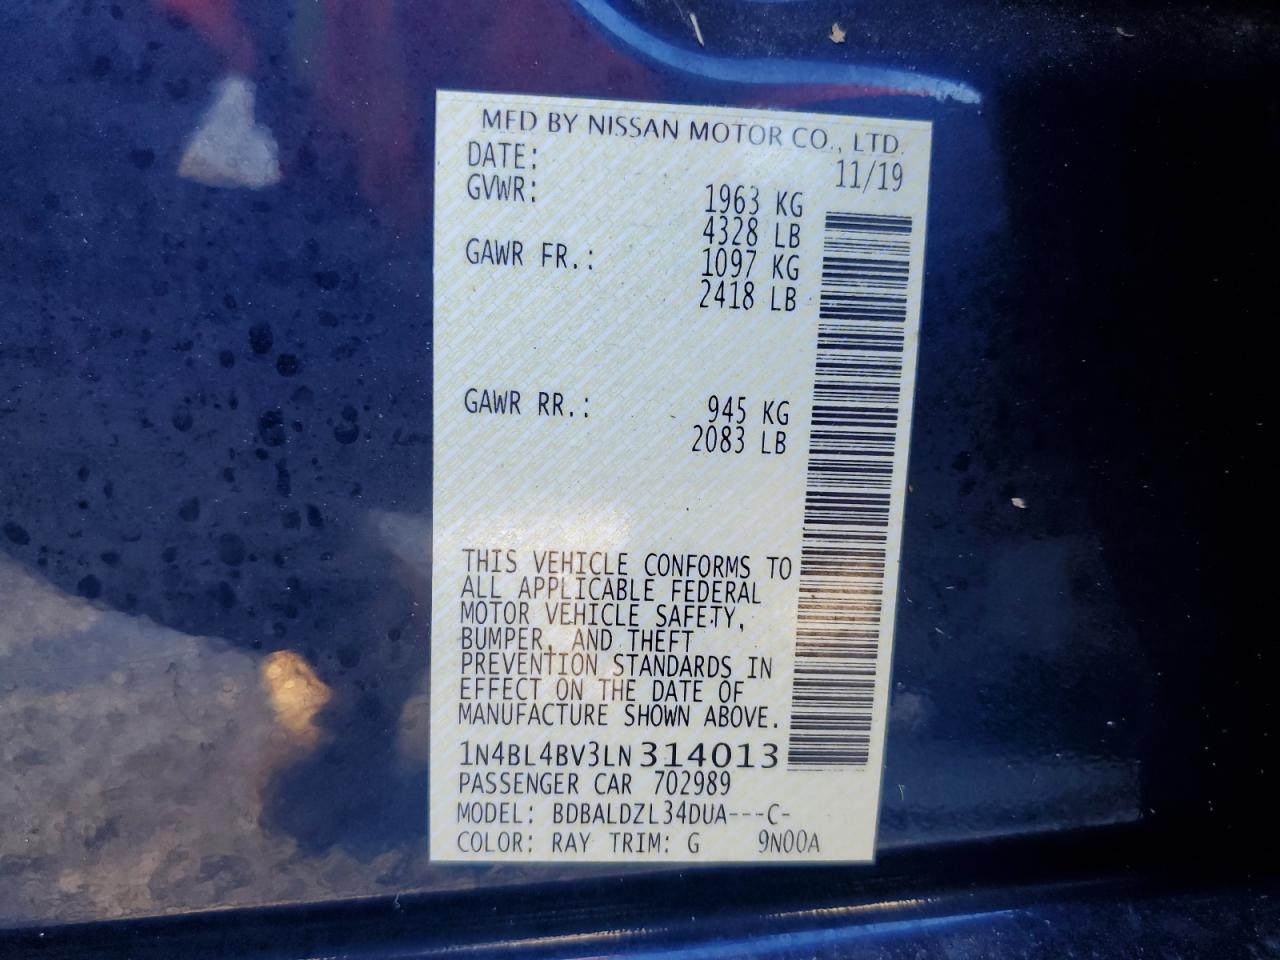 MFD BY NISSAN MOTOR CO., LTD.
DATE: 11/19
GVWR: 1963 KG
4328 LB
GAWR FR.: 1097 KG
2418 LB
GAWR RR.: 945 KG
2083 LB
THIS VEHICLE CONFORMS TO
ALL APPLICABLE FEDERAL
MOTOR VEHICLE SAFETY,
BUMPER, AND THEFT
PREVENTION STANDARDS IN
EFFECT ON THE DATE OF
MANUFACTURE SHOWN ABOVE.
1N4BL4BV3LN314013
PASSENGER CAR 702989
MODEL: BDBALDZL34DUA---C-
COLOR: RAY TRIM: G 9N00A